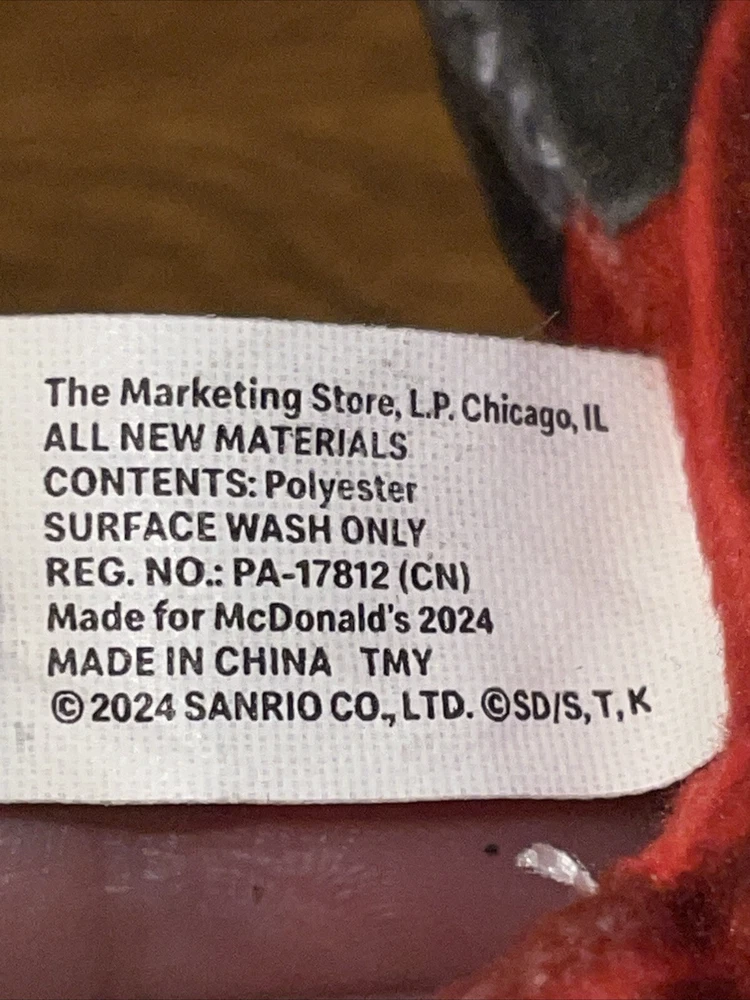 The Marketing Store, L.P. Chicago, IL
ALL NEW MATERIALS
CONTENTS: Polyester
SURFACE WASH ONLY
REG. NO.: PA-17812 (CN)
Made for McDonald's 2024
MADE IN CHINA TMY
©2024 SANRIO CO., LTD. ©SD/S, T, K